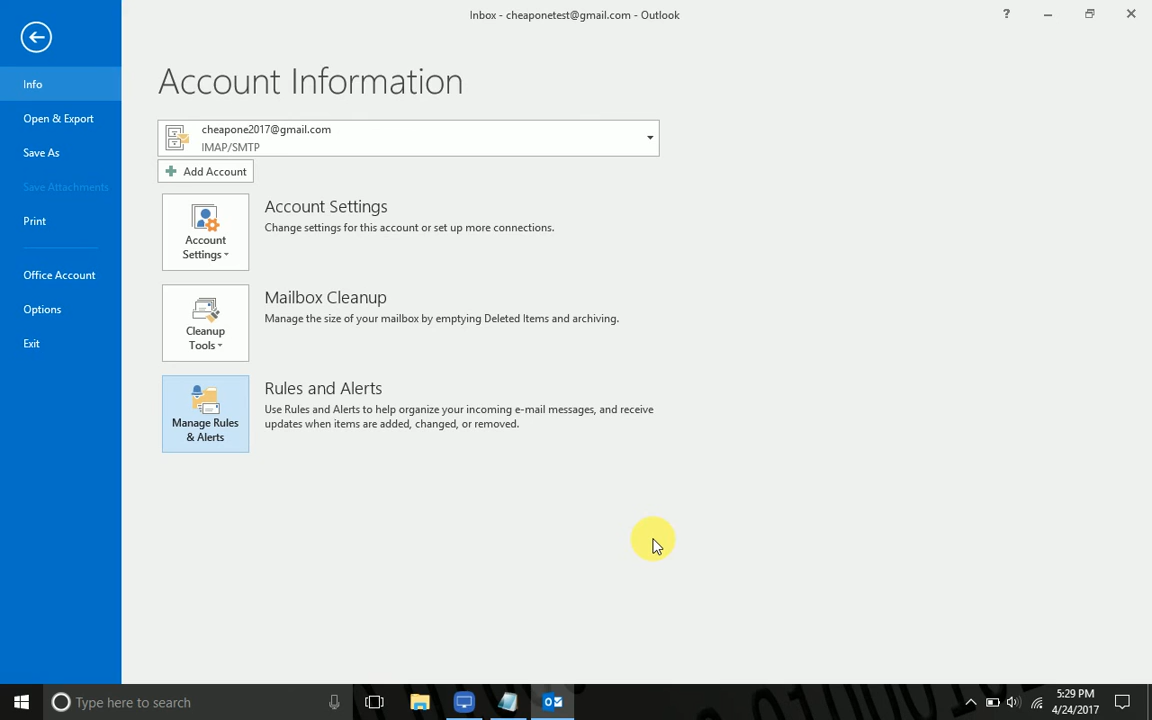 Inbox - cheaponetest@gmail.com - Outlook
?
Info
Open & Export
Save As
Save Attachments
Print
Office Account
Options
Exit
Account Information
cheapone2017@gmail.com
IMAP/SMTP
Add Account
Account
Settings
Account Settings
Change settings for this account or set up more connections.
Cleanup
Tools
Mailbox Cleanup
Manage the size of your mailbox by emptying Deleted Items and archiving.
Manage Rules
& Alerts
Rules and Alerts
Use Rules and Alerts to help organize your incoming e-mail messages, and receive
updates when items are added, changed, or removed.
Type here to search
5:29 PM
4/24/2017